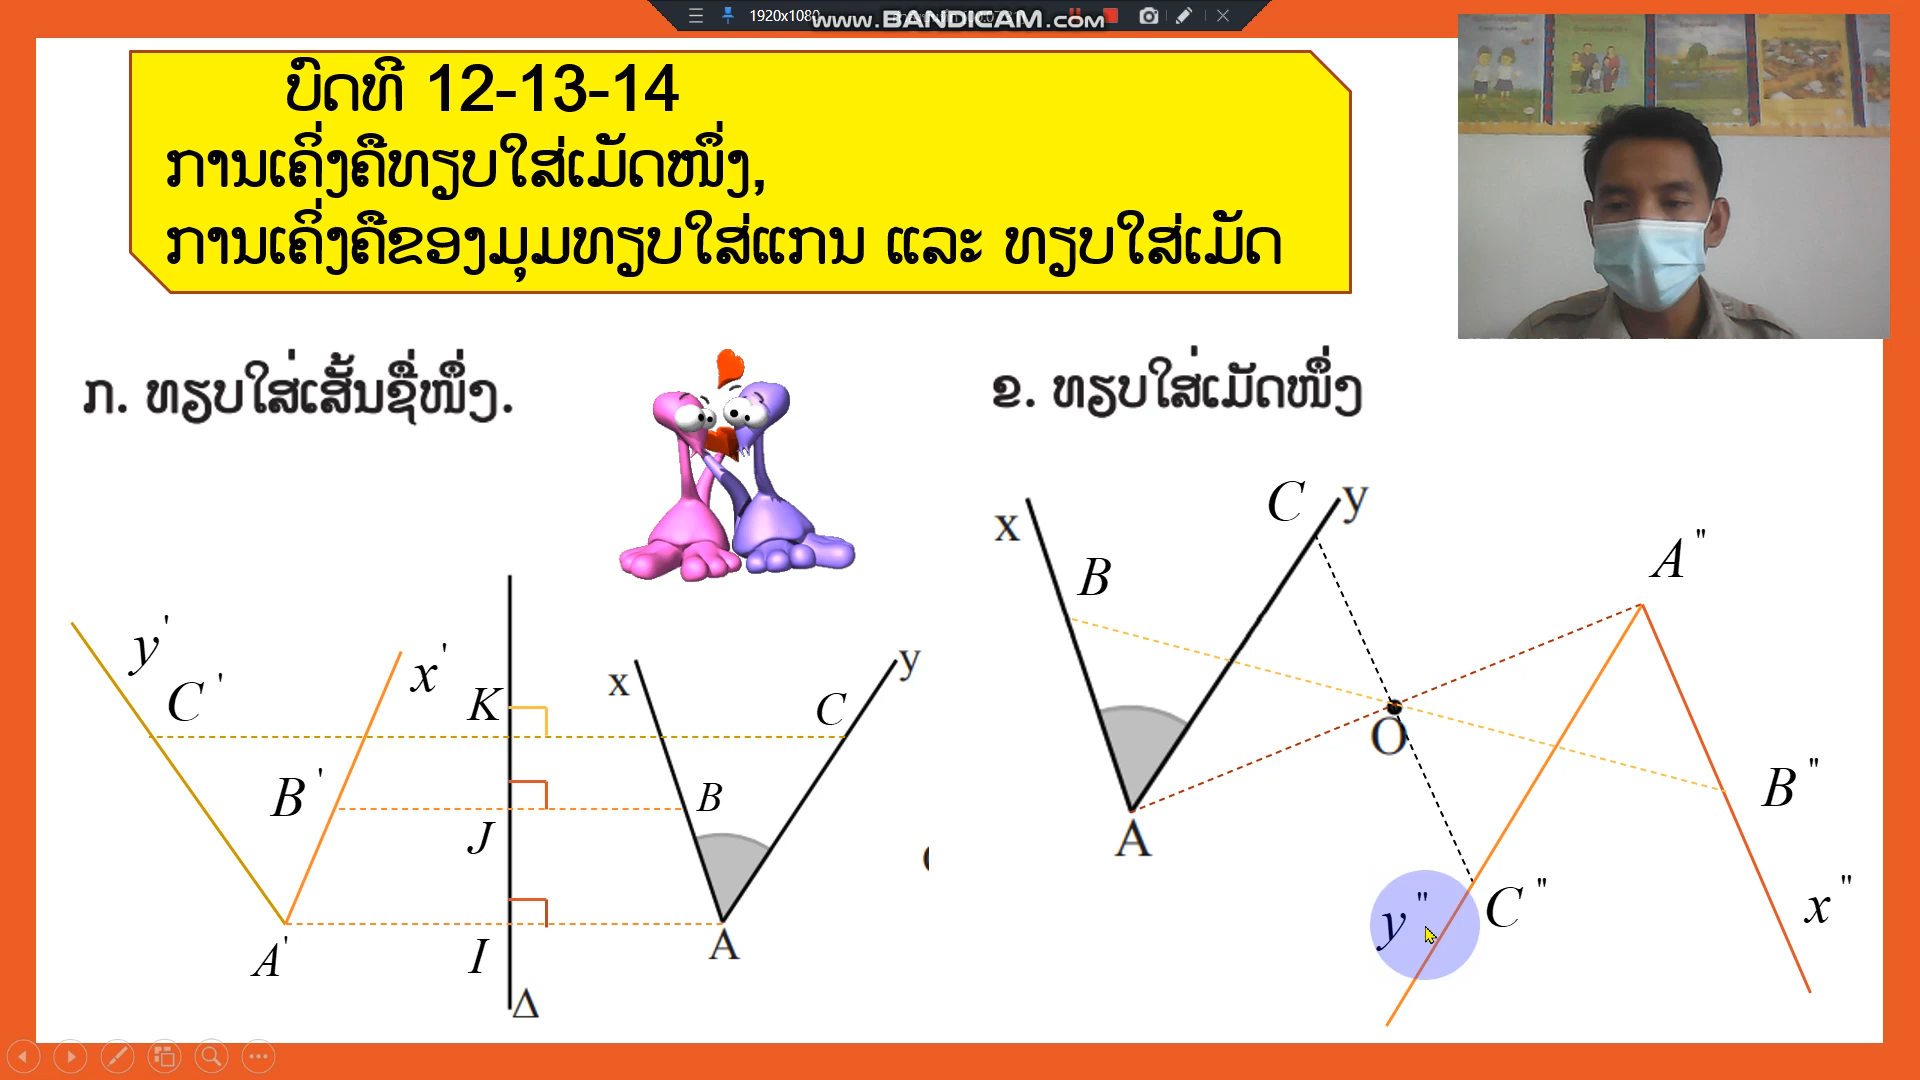 1920x1080
www.BANDICAM.com
ບົດທີ 12-13-14
ການເຄິ່ງຄືທຽບໃສ່ເມັດໜຶ່ງ,
ການເຄິ່ງຄືຂອງມຸມທຽບໃສ່ແກນ ແລະ ທຽບໃສ່ເມັດ
ກ. ທຽບໃສ່ເສັ້ນຊື່ໜຶ່ງ.
ຂ. ທຽບໃສ່ເມັດໜຶ່ງ
y'
C'
x'
B'
A'
K
J
I
Δ
x
y
C
B
A
x
B
C
y
A
O
A"
B"
C"
y"
x"